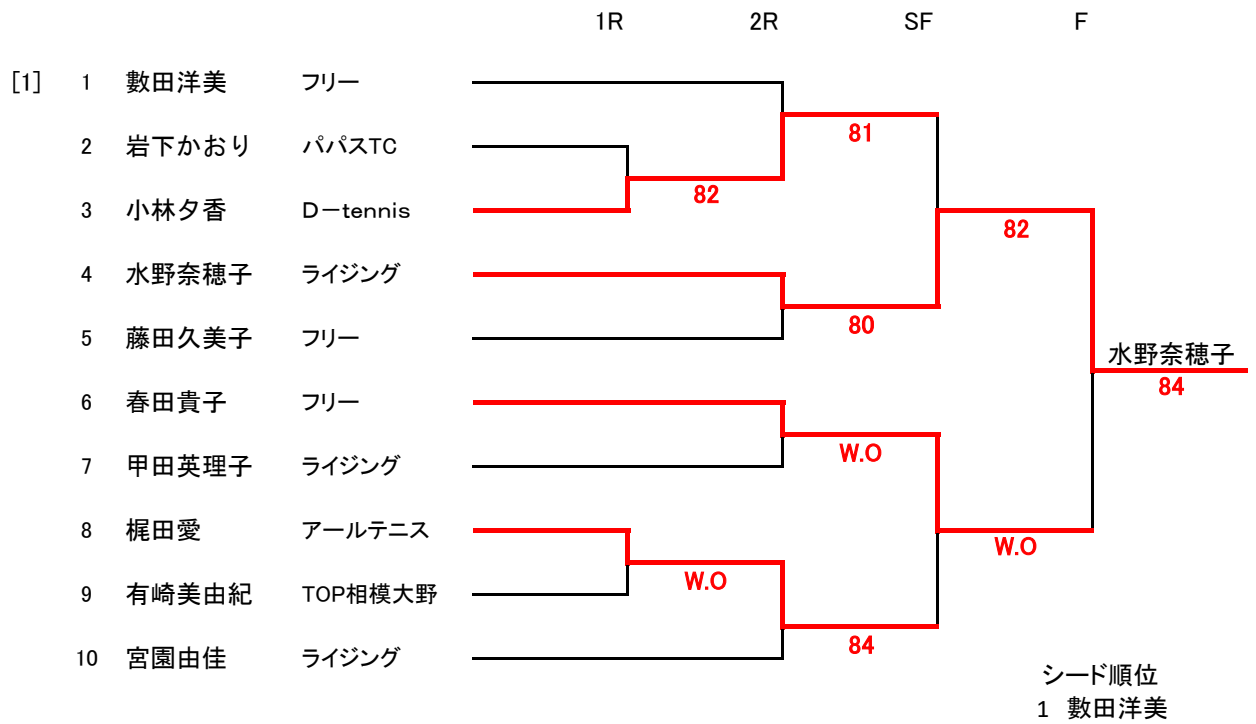 1R 2R SF F
[1] 1 數田洋美 フリー
81
2 岩下かおり パパスTC
82
3 小林夕香 D－tennis
82
4 水野奈穂子 ライジング
80
5 藤田久美子 フリー
水野奈穂子
84
6 春田貴子 フリー
W.O
7 甲田英理子 ライジング
8 梶田愛 アールテニス
W.O
W.O
9 有崎美由紀 TOP相模大野
84
10 宮園由佳 ライジング
シード順位
1 數田洋美